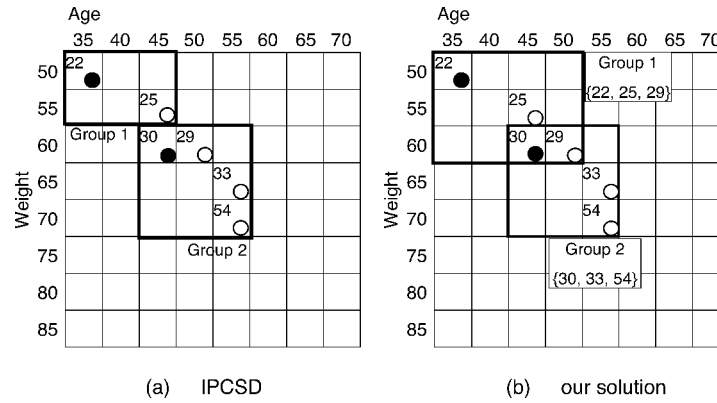 Age
35 40 45 55 60 65 70
50
55
60
65
70
75
80
85
Weight
22
25
Group 1
30 29
33
54
Group 2
(a) IPCSD
Age
35 40 45 55 60 65 70
50
55
60
65
70
75
80
85
Weight
22
Group 1
{22, 25, 29}
25
30 29
33
54
Group 2
{30, 33, 54}
(b) our solution